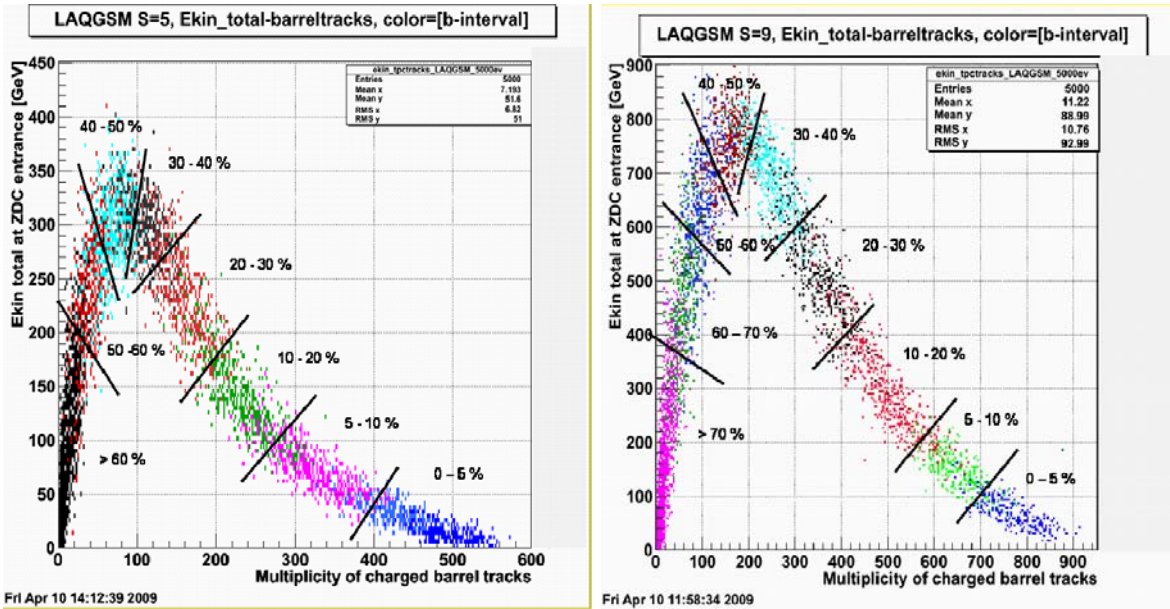 LAQGSM S=5, Ekin_total-barreltracks, color=[b-interval]
Ekin total at ZDC entrance [GeV]
450
400
350
300
250
200
150
100
50
0
ekin_tpctracks_LAQGSM_5000ev
Entries 5000
Mean x 7.193
Mean y 51.6
RMS x 6.82
RMS y 51
40 - 50 %
30 - 40 %
20 - 30 %
50 -60 %
10 - 20 %
5 - 10 %
> 60 %
0 – 5 %
0 100 200 300 400 500 600
Multiplicity of charged barrel tracks
Fri Apr 10 14:12:39 2009
LAQGSM S=9, Ekin_total-barreltracks, color=[b-interval]
Ekin total at ZDC entrance [GeV]
900
800
700
600
500
400
300
200
100
0
ekin_tpctracks_LAQGSM_5000ev
Entries 5000
Mean x 11.22
Mean y 88.99
RMS x 10.76
RMS y 92.99
40 - 50 %
30 - 40 %
50 -60 %
20 - 30 %
60 – 70 %
10 - 20 %
5 - 10 %
> 70 %
0 – 5 %
0 100 200 300 400 500 600 700 800 900
Multiplicity of charged barrel tracks
Fri Apr 10 11:58:34 2009